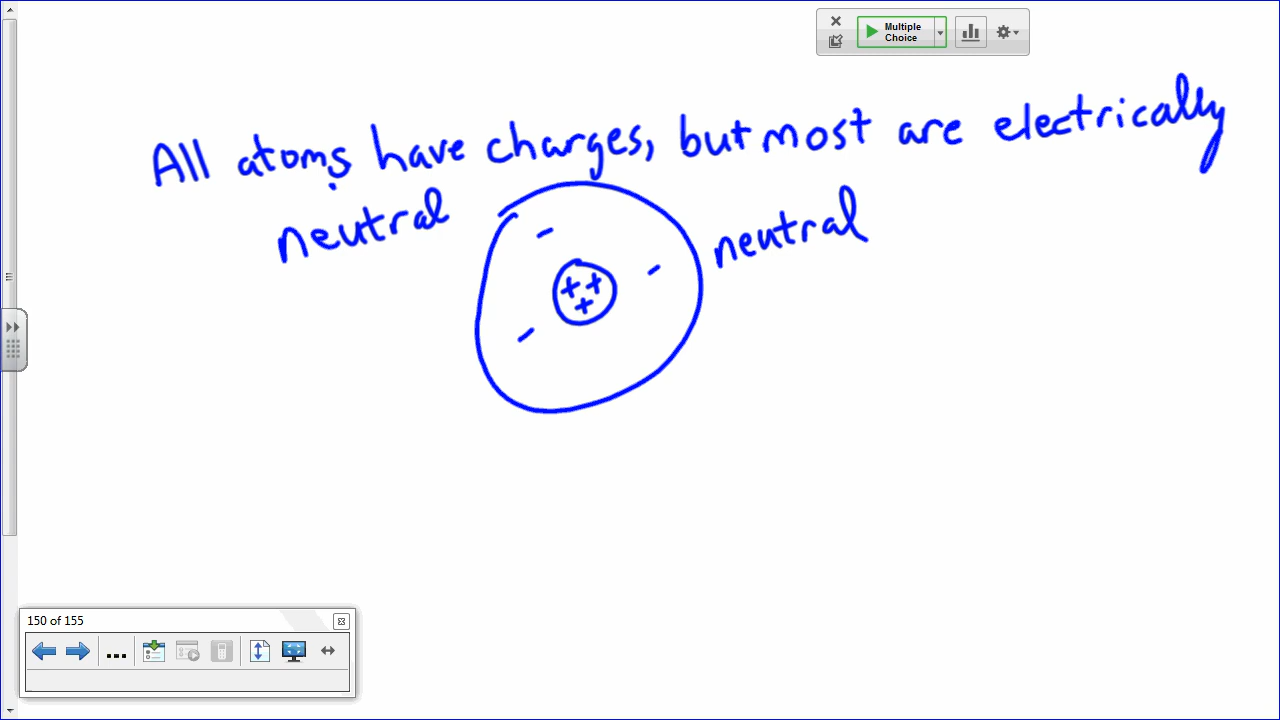 Multiple
Choice
All atoms have charges, but most are electrically
neutral
neutral
-
-
+ +
+
-
150 of 155
...